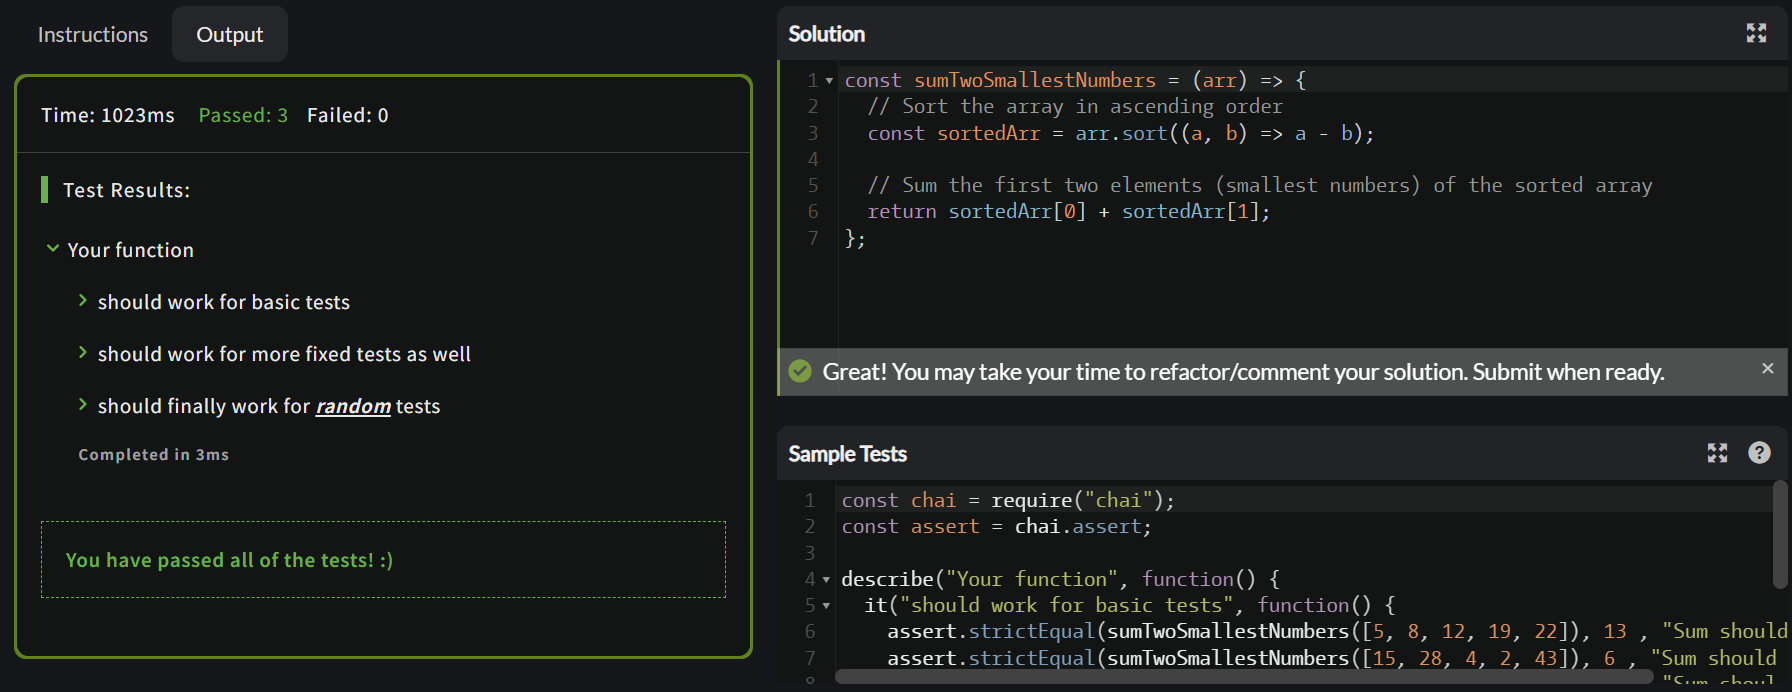 Instructions
Output
Time: 1023ms Passed: 3 Failed: 0
Test Results:
Your function
should work for basic tests
should work for more fixed tests as well
should finally work for random tests
Completed in 3ms
You have passed all of the tests! :)
Solution
1 const sumTwoSmallestNumbers = (arr) => {
2 // Sort the array in ascending order
3 const sortedArr = arr.sort((a, b) => a - b);
4
5 // Sum the first two elements (smallest numbers) of the sorted array
6 return sortedArr[0] + sortedArr[1];
7 };
Great! You may take your time to refactor/comment your solution. Submit when ready.
Sample Tests
1 const chai = require("chai");
2 const assert = chai.assert;
3
4 describe("Your function", function() {
5 it("should work for basic tests", function() {
6 assert.strictEqual(sumTwoSmallestNumbers([5, 8, 12, 19, 22]), 13 , "Sum should
7 assert.strictEqual(sumTwoSmallestNumbers([15, 28, 4, 2, 43]), 6 , "Sum should